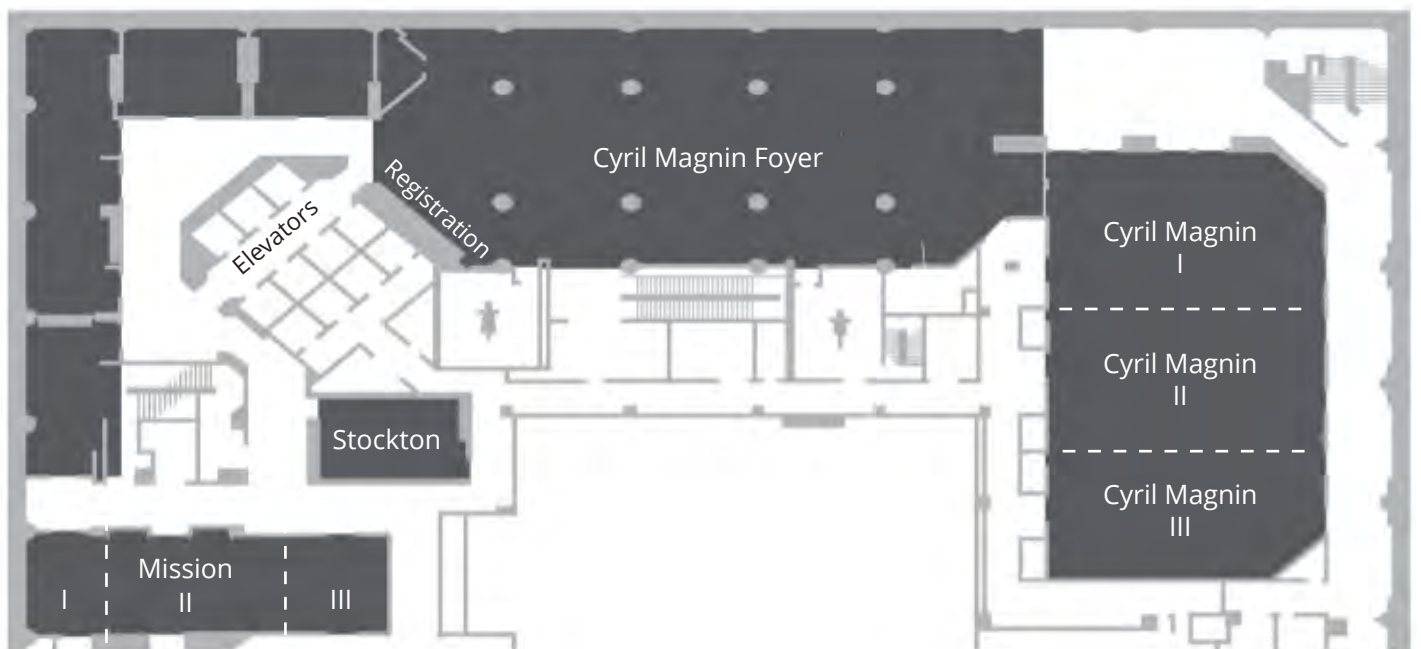 Cyril Magnin Foyer
Registration
Elevators
Cyril Magnin
I
Cyril Magnin
II
Stockton
Cyril Magnin
III
Mission
I
II
III